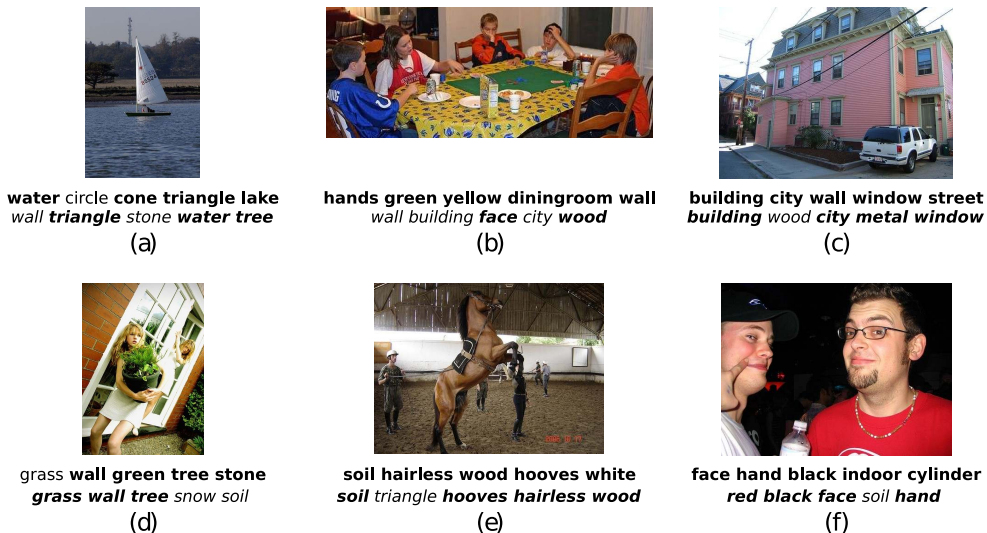 water circle cone triangle lake
wall triangle stone water tree
(a)
hands green yellow diningroom wall
wall building face city wood
(b)
building city wall window street
building wood city metal window
(c)
grass wall green tree stone
grass wall tree snow soil
(d)
soil hairless wood hooves white
soil triangle hooves hairless wood
(e)
face hand black indoor cylinder
red black face soil hand
(f)